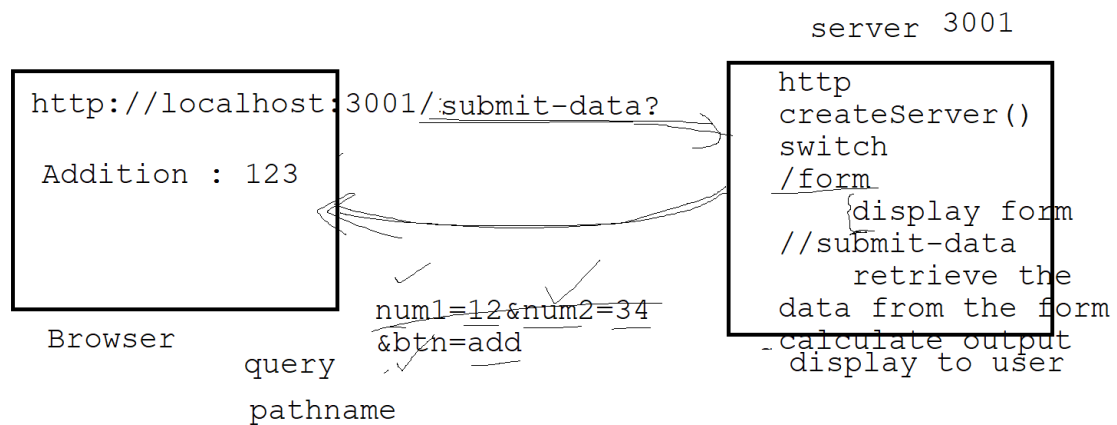 server 3001
http://localhost:3001/submit-data?
Addition : 123
http
createServer()
switch
/form
display form
//submit-data
retrieve the
data from the form
calculate output
display to user
num1=12&num2=34
&btn=add
Browser
query
pathname